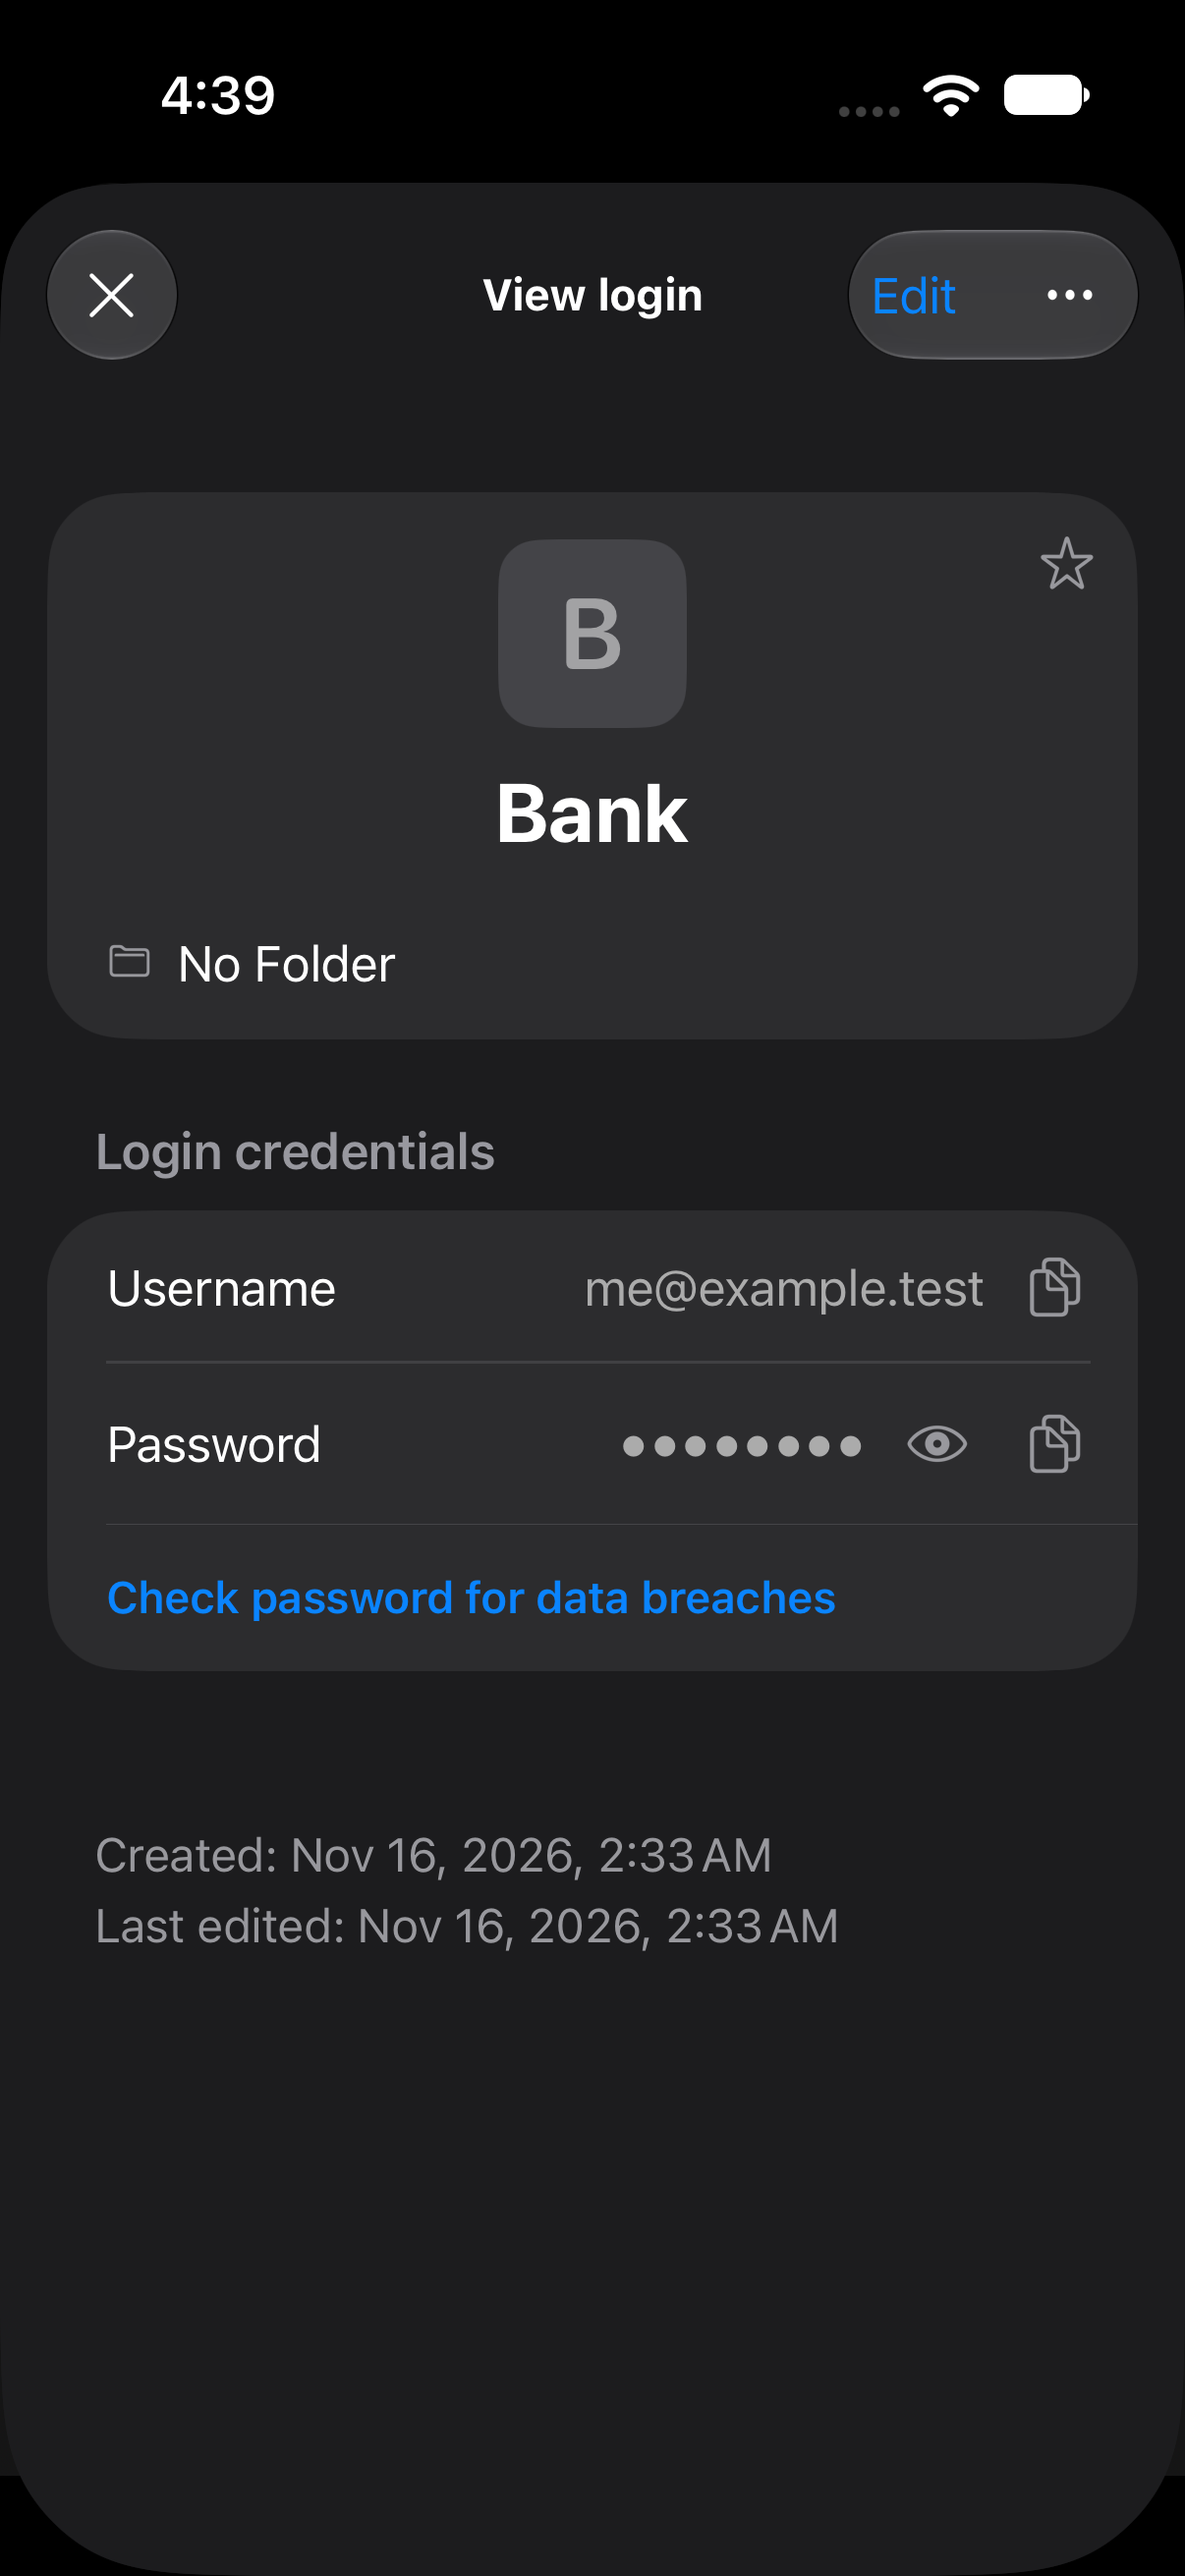 4:39
View login
Edit
B
Bank
No Folder
Login credentials
Username me@example.test
Password ••••••••
Check password for data breaches
Created: Nov 16, 2026, 2:33 AM
Last edited: Nov 16, 2026, 2:33 AM